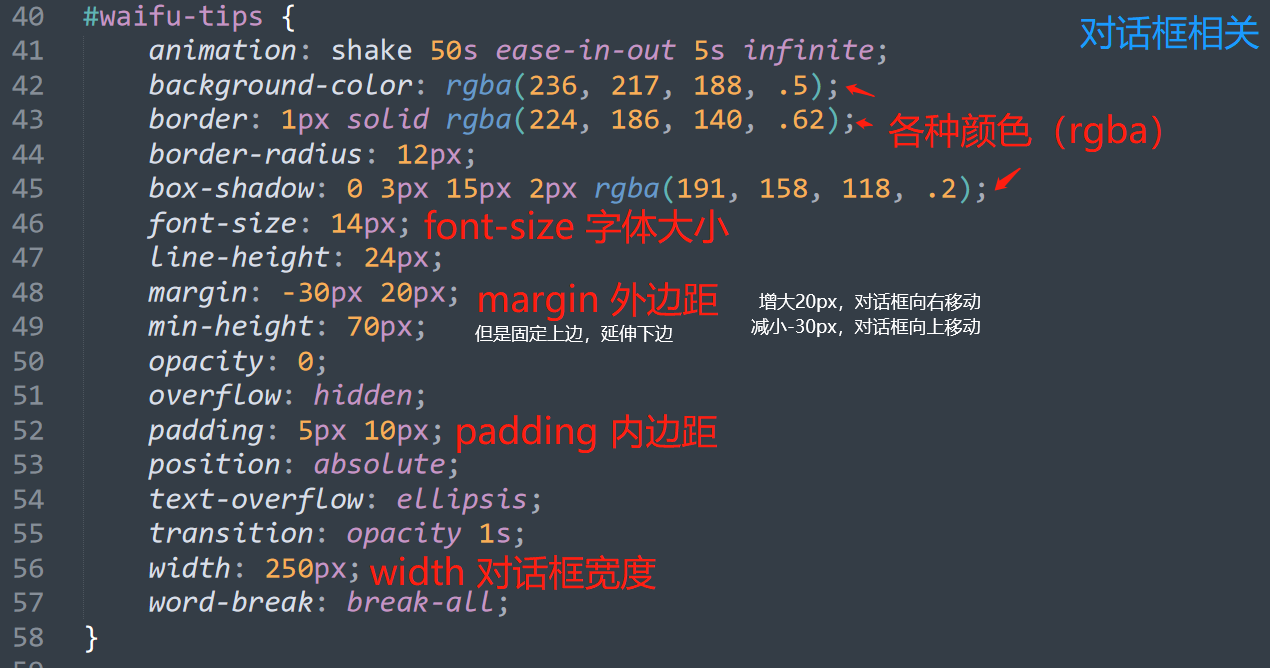 40 #waifu-tips { 对话框相关
41 animation: shake 50s ease-in-out 5s infinite;
42 background-color: rgba(236, 217, 188, .5);
43 border: 1px solid rgba(224, 186, 140, .62); 各种颜色（rgba）
44 border-radius: 12px;
45 box-shadow: 0 3px 15px 2px rgba(191, 158, 118, .2);
46 font-size: 14px; font-size 字体大小
47 line-height: 24px;
48 margin: -30px 20px; margin 外边距 增大20px，对话框向右移动
49 min-height: 70px; 但是固定上边，延伸下边 减小-30px，对话框向上移动
50 opacity: 0;
51 overflow: hidden;
52 padding: 5px 10px; padding 内边距
53 position: absolute;
54 text-overflow: ellipsis;
55 transition: opacity 1s;
56 width: 250px; width 对话框宽度
57 word-break: break-all;
58 }